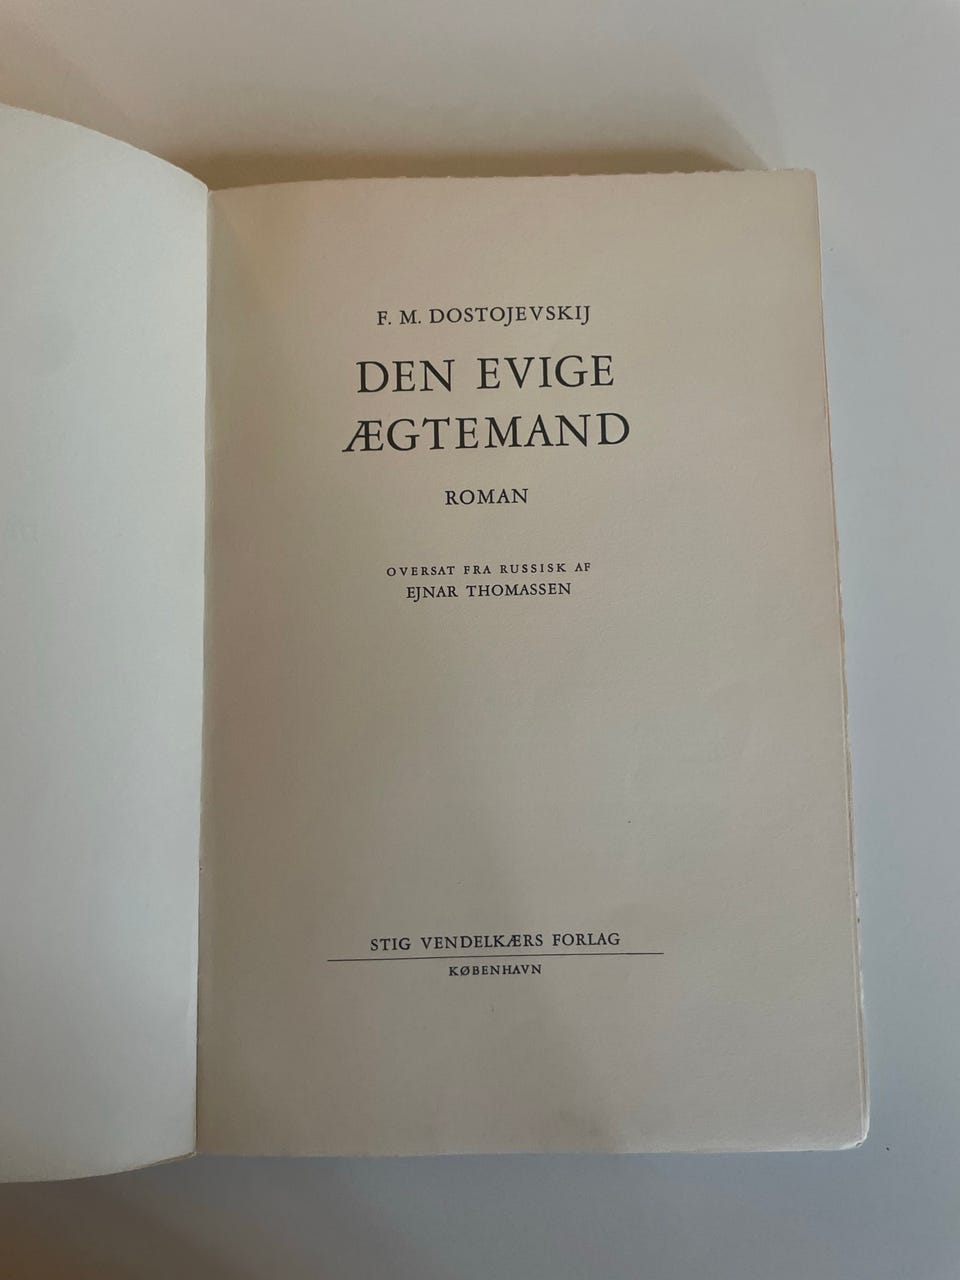 F. M. DOSTOJEVSKIJ
DEN EVIGE
ÆGTEMAND
ROMAN
OVERSAT FRA RUSSISK AF
EJNAR THOMASSEN
STIG VENDELKÆRS FORLAG
KØBENHAVN